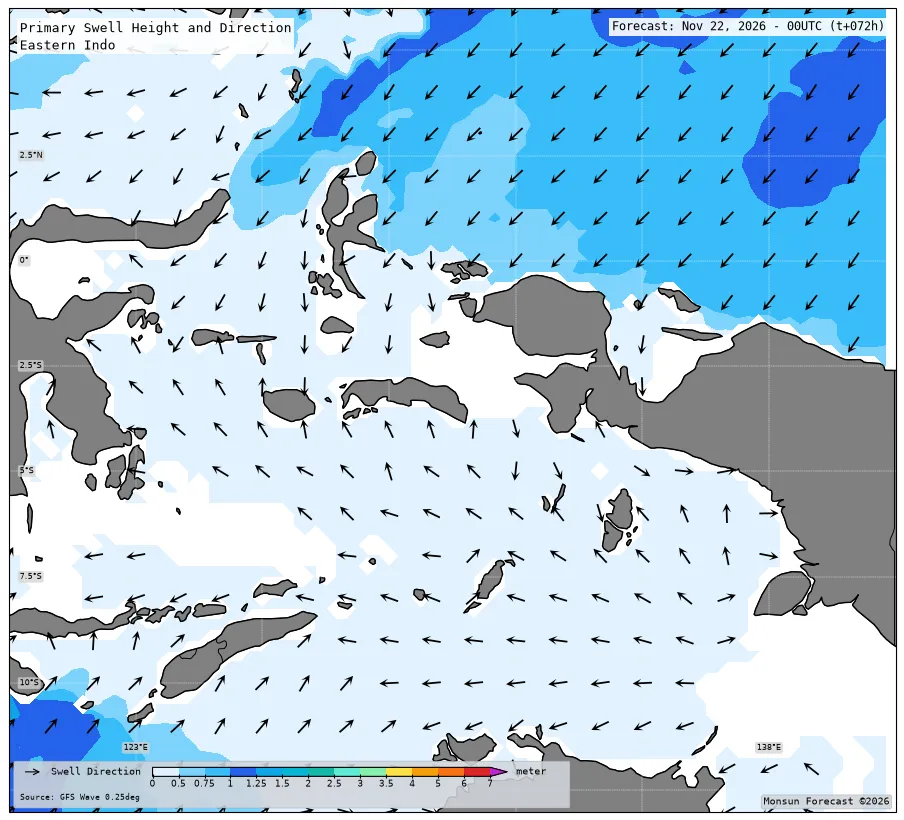 Primary Swell Height and Direction
Eastern Indo
Forecast: Nov 22, 2026 - 00UTC (t+072h)
2.5°N
0°
2.5°S
5°S
7.5°S
10°S
123°E
138°E
Swell Direction
0 0.5 0.75 1 1.25 1.5 2 2.5 3 3.5 4 5 6 7
meter
Source: GFS Wave 0.25deg
Monsun Forecast ©2026